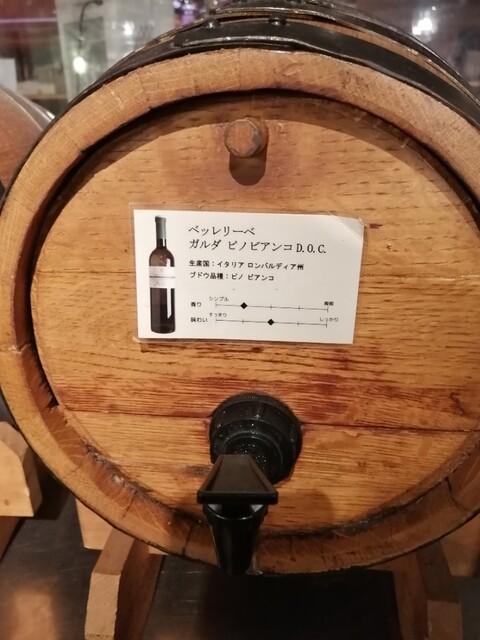 ベッレリーベ
ガルダ ピノビアンコ D.O.C.
生産国：イタリア ロンバルディア州
ブドウ品種：ピノ ビアンコ
香り シンプル 複雑
味わい すっきり しっかり